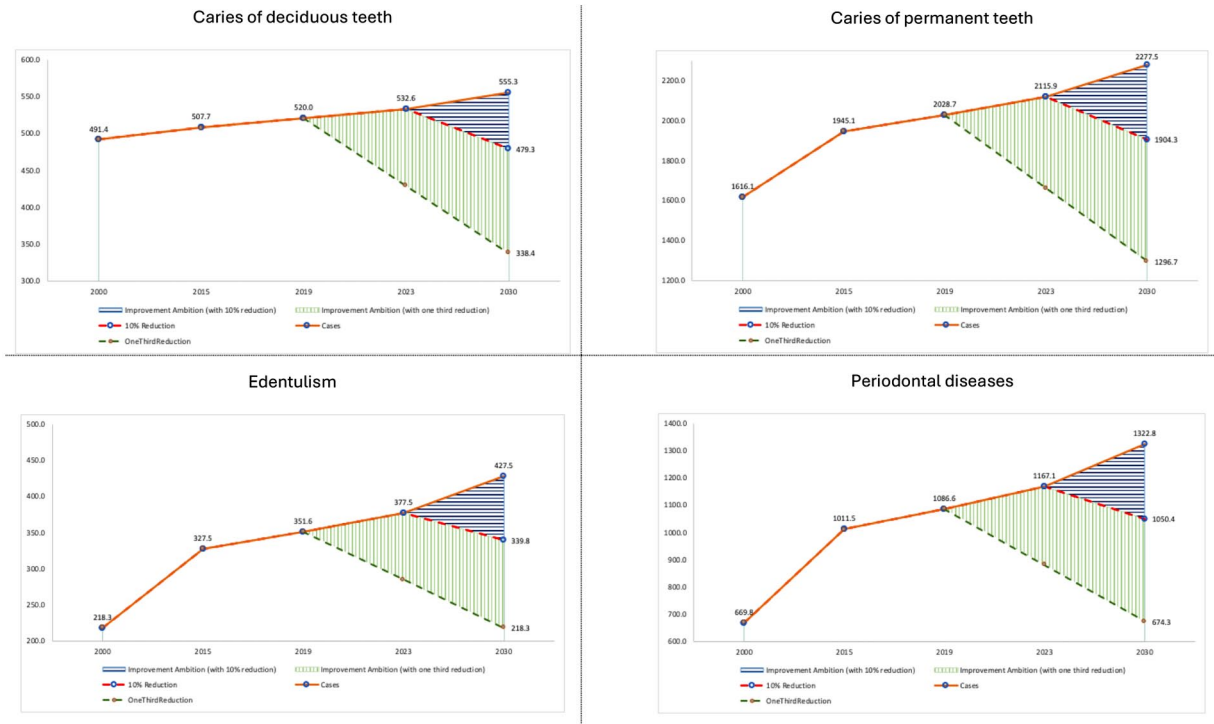 Caries of deciduous teeth
600.0
550.0
500.0
450.0
400.0
350.0
300.0
491.4
507.7
520.0
532.6
555.3
479.3
338.4
2000 2015 2019 2023 2030
Improvement Ambition (with 10% reduction) Improvement Ambition (with one third reduction)
10% Reduction Cases
OneThirdReduction
Caries of permanent teeth
2200.0
2000.0
1800.0
1600.0
1400.0
1200.0
1616.1
1945.1
2028.7
2115.9
2277.5
1904.3
1296.7
2000 2015 2019 2023 2030
Improvement Ambition (with 10% reduction) Improvement Ambition (with one third reduction)
10% Reduction Cases
OneThirdReduction
Edentulism
500.0
450.0
400.0
350.0
300.0
250.0
200.0
218.3
327.5
351.6
377.5
427.5
339.8
218.3
2000 2015 2019 2023 2030
Improvement Ambition (with 10% reduction) Improvement Ambition (with one third reduction)
10% Reduction Cases
OneThirdReduction
Periodontal diseases
1400.0
1300.0
1200.0
1100.0
1000.0
900.0
800.0
700.0
600.0
669.8
1011.5
1086.6
1167.1
1322.8
1050.4
674.3
2000 2015 2019 2023 2030
Improvement Ambition (with 10% reduction) Improvement Ambition (with one third reduction)
10% Reduction Cases
OneThirdReduction